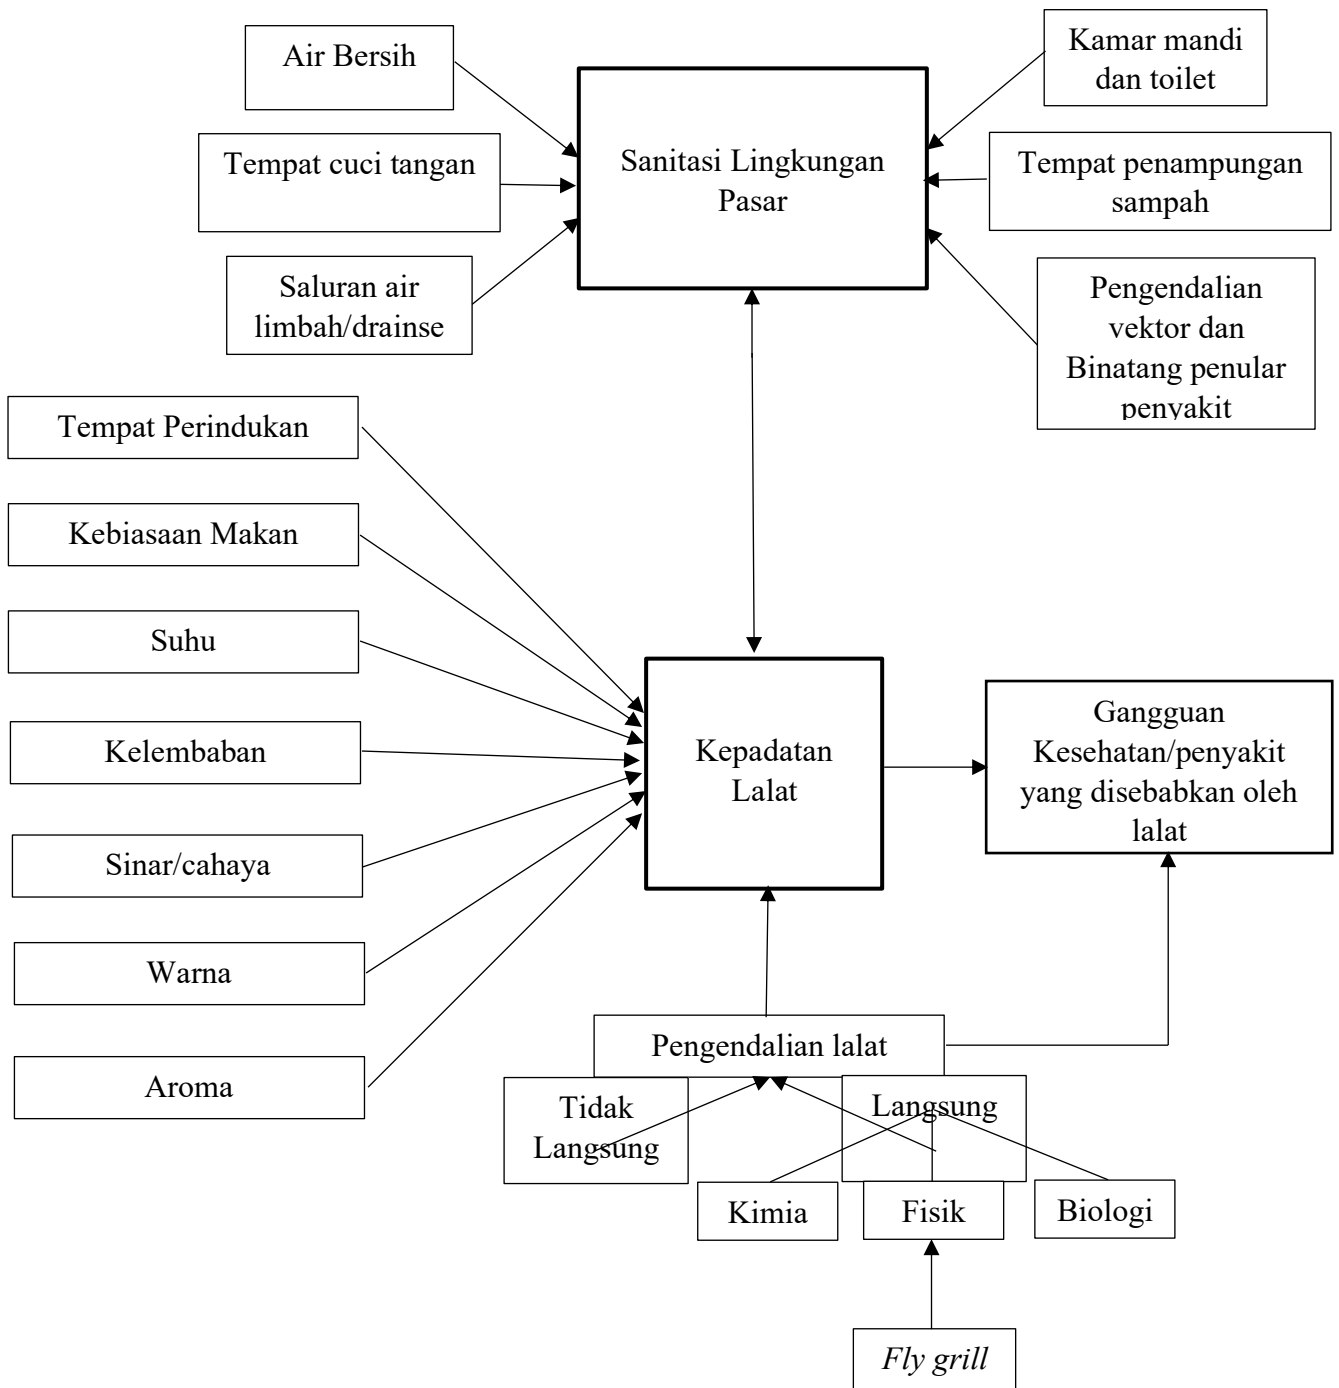 Air Bersih
Kamar mandi
dan toilet
Sanitasi Lingkungan
Pasar
Tempat cuci tangan
Tempat penampungan
sampah
Saluran air
limbah/drainse
Pengendalian
vektor dan
Binatang penular
penyakit
Tempat Perindukan
Kebiasaan Makan
Suhu
Kelembaban
Sinar/cahaya
Warna
Aroma
Kepadatan
Lalat
Gangguan
Kesehatan/penyakit
yang disebabkan oleh
lalat
Pengendalian lalat
Tidak
Langsung
Langsung
Kimia
Fisik
Biologi
Fly grill